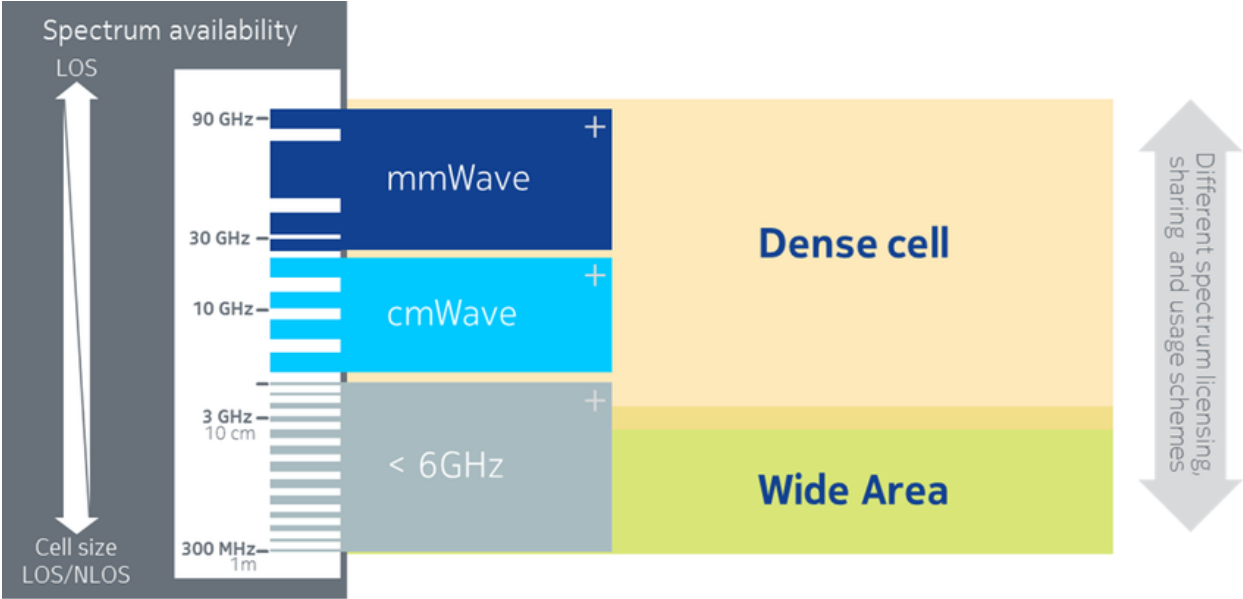 Spectrum availability
LOS
90 GHz
30 GHz
10 GHz
3 GHz
10 cm
300 MHz
1m
Cell size
LOS/NLOS
mmWave
+
cmWave
+
< 6GHz
+
Dense cell
Wide Area
Different spectrum licensing,
sharing and usage schemes